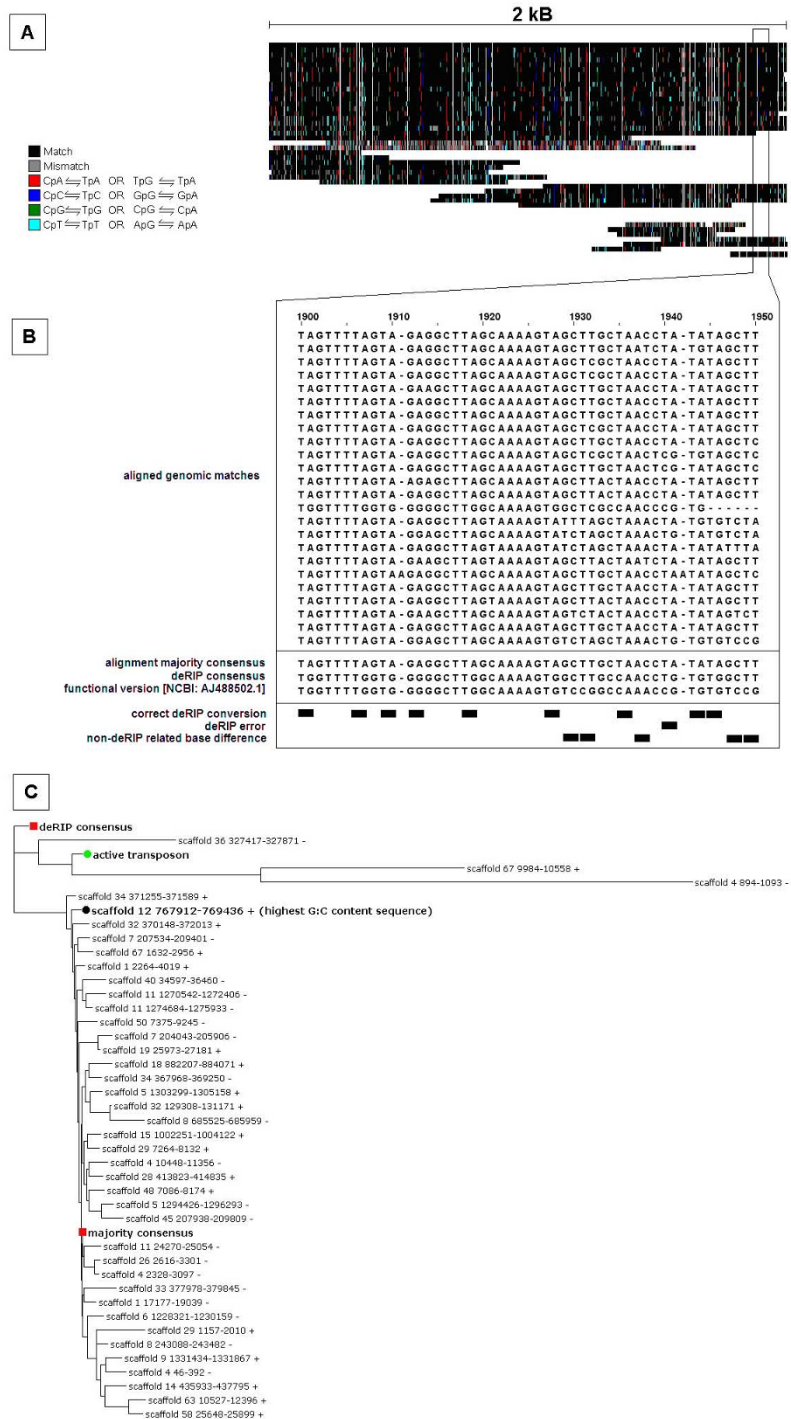 A
2 kB
Match
Mismatch
CpA ⇌ TpA OR TpG ⇌ TpA
CpC ⇌ TpC OR GpG ⇌ GpA
CpG ⇌ TpG OR CpG ⇌ CpA
CpT ⇌ TpT OR ApG ⇌ ApA
B
1900 1910 1920 1930 1940 1950
TAGTTTTAGTA-GAGGCTTAGCAAAAGTAGCTTGCTAACCTA-TATAGCTT
TAGTTTTAGTA-GAGGCTTAGCAAAAGTAGCTTGCTAATCTA-TGTAGCTT
TAGTTTTAGTA-GAGGCTTAGCAAAAGTAGCTCGCTAACCTA-TATAGCTT
TAGTTTTAGTA-GAGGCTTAGCAAAAGTAGCTCGCTAACCTA-TATAGCTT
TAGTTTTAGTA-GAAGCTTAGCAAAAGTAGCTTGCTAACCTA-TATAGCTT
TAGTTTTAGTA-GAGGCTTAGCAAAAGTAGCTTGCTAACCTA-TATAGCTT
TAGTTTTAGTA-GAGGCTTAGCAAAAGTAGCTTGCTAACCTA-TATAGCTT
TAGTTTTAGTA-GAGGCTTAGCAAAAGTAGCTCGCTAACCTA-TATAGCTT
TAGTTTTAGTA-GAGGCTTAGCAAAAGTAGCTTGCTAACCTA-TATAGCTC
TAGTTTTAGTA-GAGGCTTAGCAAAAGTAGCTCGCTAACTCG-TGTAGCTC
aligned genomic matches
TAGTTTTAGTA-GAGGCTTAGCAAAAGTAGCTTGCTAACTCG-TATAGCTC
TAGTTTTAGTA-AGAGCTTAGCAAAAGTAGCTTACTAACCTA-TATAGCTT
TAGTTTTAGTA-GAGGCTTAGCAAAAGTAGCTTACTAACCTA-TATAGCTT
TGGTTTTGGTG-GGGGCTTGGCAAAAGTGGCTCGCCAACCCG-TG------
TAGTTTTAGTA-GAGGCTTAGTAAAAGTATTTAGCTAAACTA-TGTGTCTA
TAGTTTTAGTA-GGAGCTTAGCAAAAGTATCTAGCTAAACTG-TATGTCTA
TAGTTTTAGTA-GAGGCTTAGCAAAAGTATCTAGCTAAACTA-TATATTTA
TAGTTTTAGTAAGAGGCTTAGCAAAAGTAGCTTGCTAATCCTAATATAGCTC
TAGTTTTAGTA-GAGGCTTAGTAAAAGTAGCTTGCTAACCTA-TATAGCTT
TAGTTTTAGTA-GAAGCTTAGCAAAAGTAGTCTACTAACCTA-TATAGTCT
TAGTTTTAGTA-GAGGCTTAGCAAAAGTAGCTTGCTAACCTA-TATAGCTT
TAGTTTTAGTA-GGAGCTTAGCAAAAGTGTCTAGCTAAACTG-TGTGTCCG
alignment majority consensus TAGTTTTAGTA-GAGGCTTAGCAAAAGTAGCTTGCTAACCTA-TATAGCTT
deRIP consensus TGGTTTTGGTG-GGGGCTTGGCAAAAGTGGCTTGCCAACCTA-TGTGGCTT
functional version [NCBI: AJ488502.1] TGGTTTTGGTG-GGGGCTTGGCAAAAGTGTCCGGCCAAACCG-TGTGTCCG
correct deRIP conversion
deRIP error
non-deRIP related base difference
C
deRIP consensus
scaffold 36 327417-327871 -
active transposon
scaffold 67 9984-10558 +
scaffold 4 894-1093 -
scaffold 34 371255-371589 +
scaffold 12 767912-769436 + (highest G:C content sequence)
scaffold 32 370148-372013 +
scaffold 7 207534-209401 -
scaffold 67 1632-2956 +
scaffold 1 2264-4019 +
scaffold 40 34597-36460 -
scaffold 11 1270542-1272406 -
scaffold 11 1274684-1275933 -
scaffold 50 7375-9245 -
scaffold 7 204043-205906 -
scaffold 19 25973-27181 +
scaffold 18 882207-884071 +
scaffold 34 367968-369250 -
scaffold 5 1303299-1305158 +
scaffold 32 129308-131171 +
scaffold 8 685525-685959 -
scaffold 15 1002251-1004122 +
scaffold 29 7264-8132 +
scaffold 4 10448-11356 -
scaffold 28 413823-414835 +
scaffold 48 7086-8174 +
scaffold 5 1294426-1296293 -
scaffold 45 207938-209809 -
majority consensus
scaffold 11 24270-25054 -
scaffold 26 2616-3301 -
scaffold 4 2328-3097 -
scaffold 33 377978-379845 -
scaffold 1 17177-19039 -
scaffold 6 1228321-1230159 -
scaffold 29 1157-2010 +
scaffold 8 243088-243482 -
scaffold 9 1331434-1331867 +
scaffold 4 46-392 -
scaffold 14 435933-437795 +
scaffold 63 10527-12396 +
scaffold 58 25648-25899 +